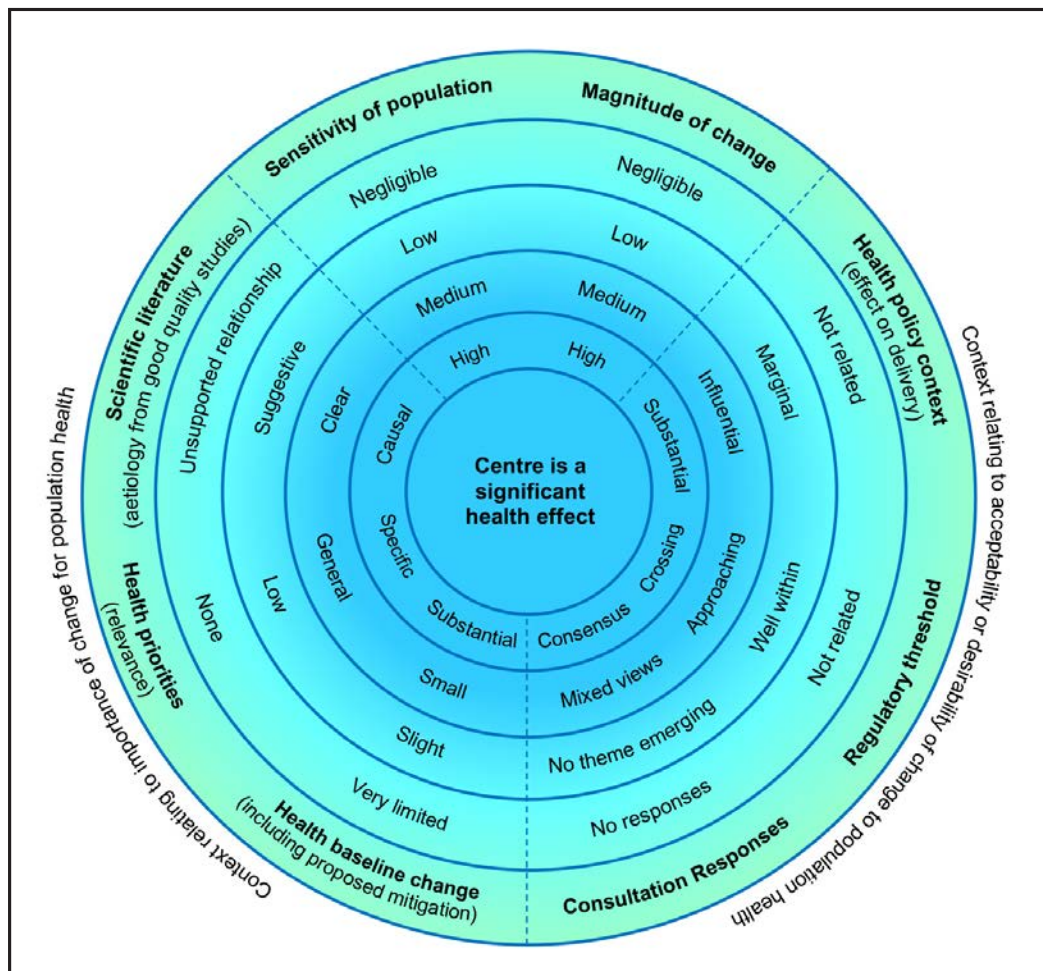 Sensitivity of population
Magnitude of change
Negligible
Negligible
Low
Low
Medium
Medium
High
High
Scientific literature
(aetiology from good quality studies)
Unsupported relationship
Suggestive
Clear
Causal
Health policy context
(effect on delivery)
Not related
Marginal
Influential
Substantial
Centre is a
significant
health effect
Health priorities
(relevance)
None
Low
General
Specific
Regulatory threshold
Not related
Well within
Approaching
Crossing
Health baseline change
(including proposed mitigation)
Very limited
Slight
Small
Substantial
Consultation Responses
No responses
No theme emerging
Mixed views
Consensus
Context relating to importance of change for population health
Context relating to acceptability or desirability of change to population health